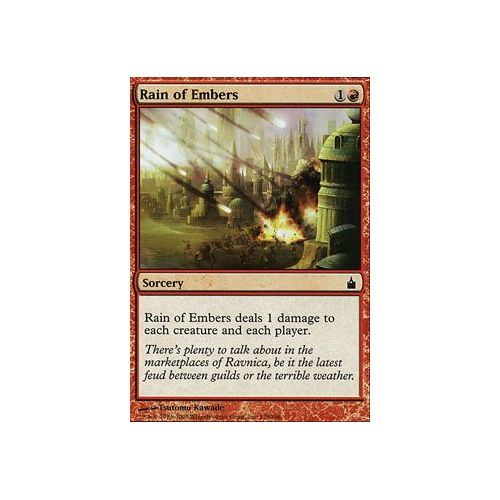 Rain of Embers
1
Sorcery
Rain of Embers deals 1 damage to
each creature and each player.
There's plenty to talk about in the
marketplaces of Ravnica, be it the latest
feud between guilds or the terrible weather.
Tsutomu Kawade